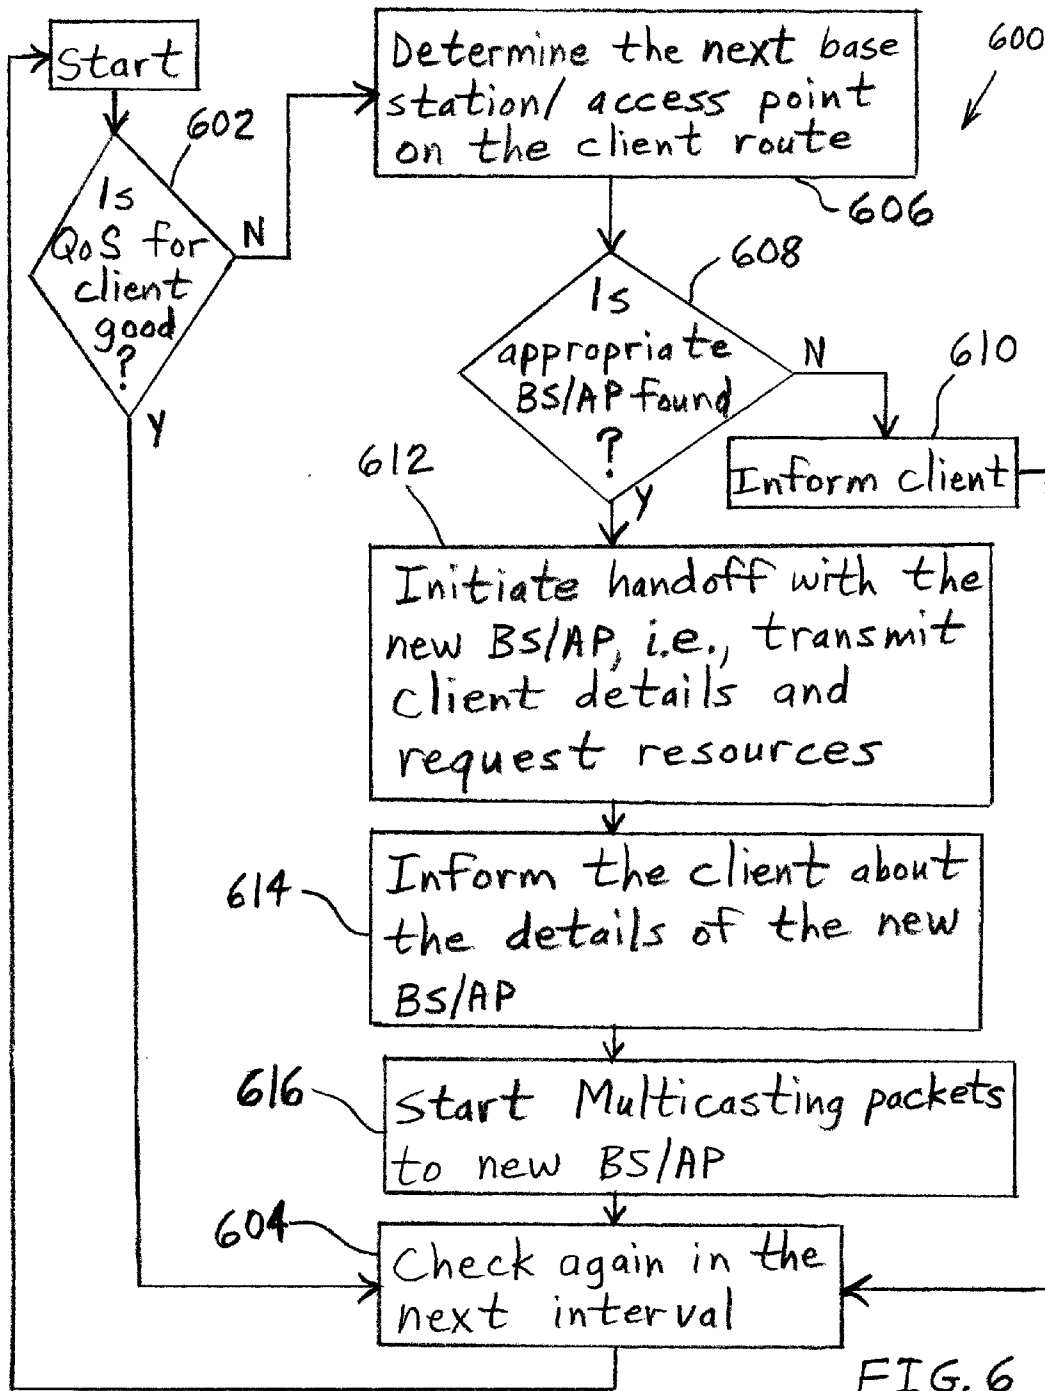 Start
602
Is
QoS for
client
good
?
N
Y
Determine the next base
station/ access point
on the client route
600
606
608
Is
appropriate
BS/AP found
?
N
Y
610
Inform client
612
Initiate handoff with the
new BS/AP, i.e., transmit
client details and
request resources
614
Inform the client about
the details of the new
BS/AP
616
Start Multicasting packets
to new BS/AP
604
Check again in the
next interval
FIG. 6